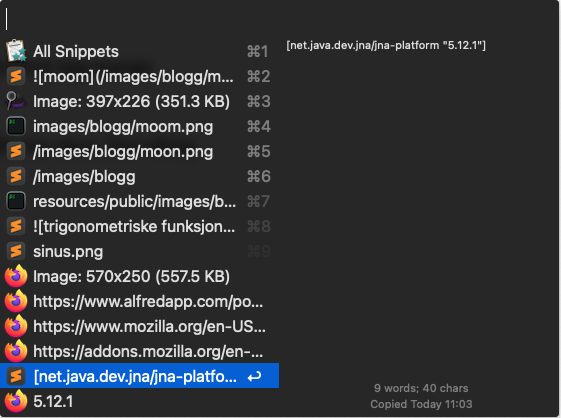 All Snippets ⌘1
![moom](/images/blogg/m... ⌘2
Image: 397x226 (351.3 KB) ⌘3
images/blogg/moom.png ⌘4
/images/blogg/moon.png ⌘5
/images/blogg ⌘6
resources/public/images/b... ⌘7
![trigonometriske funksjon... ⌘8
sinus.png ⌘9
Image: 570x250 (557.5 KB)
https://www.alfredapp.com/po...
https://www.mozilla.org/en-US...
https://addons.mozilla.org/en-...
[net.java.dev.jna/jna-platfo... ↩
5.12.1
[net.java.dev.jna/jna-platform "5.12.1"]
9 words; 40 chars
Copied Today 11:03